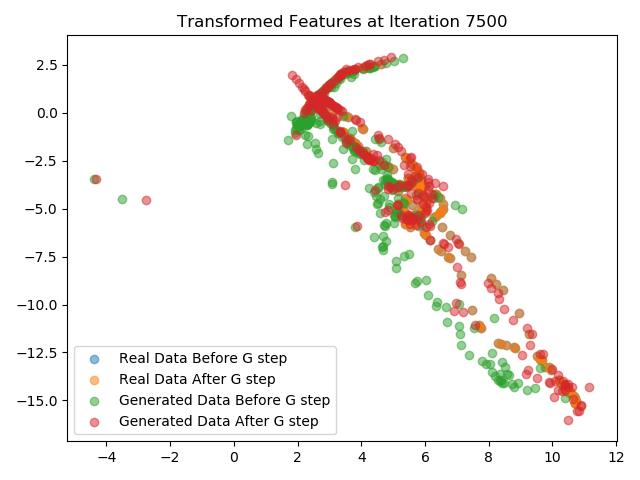 Transformed Features at Iteration 7500
2.5
0.0
−2.5
−5.0
−7.5
−10.0
−12.5
−15.0
Real Data Before G step
Real Data After G step
Generated Data Before G step
Generated Data After G step
−4 −2 0 2 4 6 8 10 12